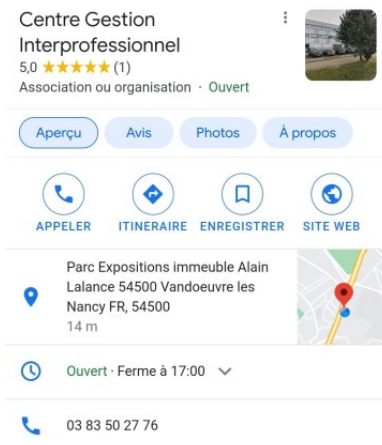 Centre Gestion
Interprofessionnel
5,0 ★★★★★ (1)
Association ou organisation · Ouvert
Aperçu Avis Photos À propos
APPELER ITINÉRAIRE ENREGISTRER SITE WEB
Parc Expositions immeuble Alain
Lalance 54500 Vandoeuvre les
Nancy FR, 54500
14 m
Ouvert · Ferme à 17:00
03 83 50 27 76